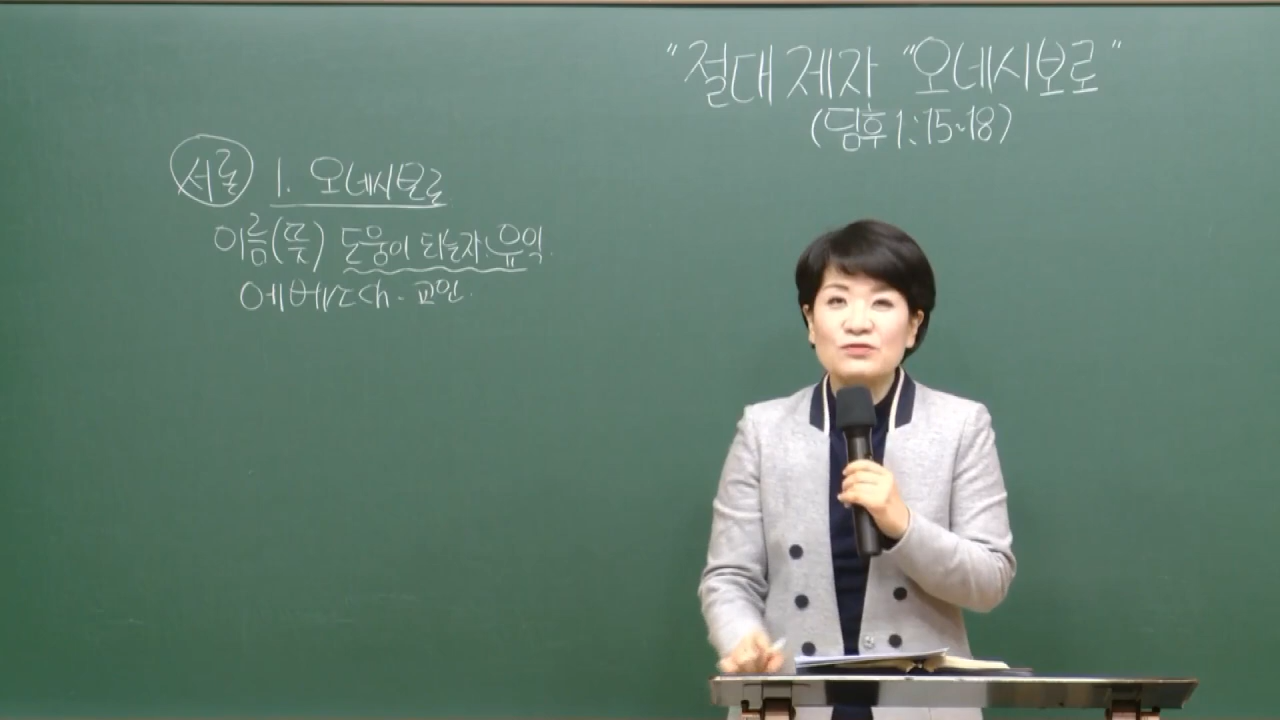 "절대 제자 "오네시보로"
(딤후 1:15~18)
서론 1. 오네시보로
이름(뜻) 도움이 되는자. 유익.
에베소ch. 교인.